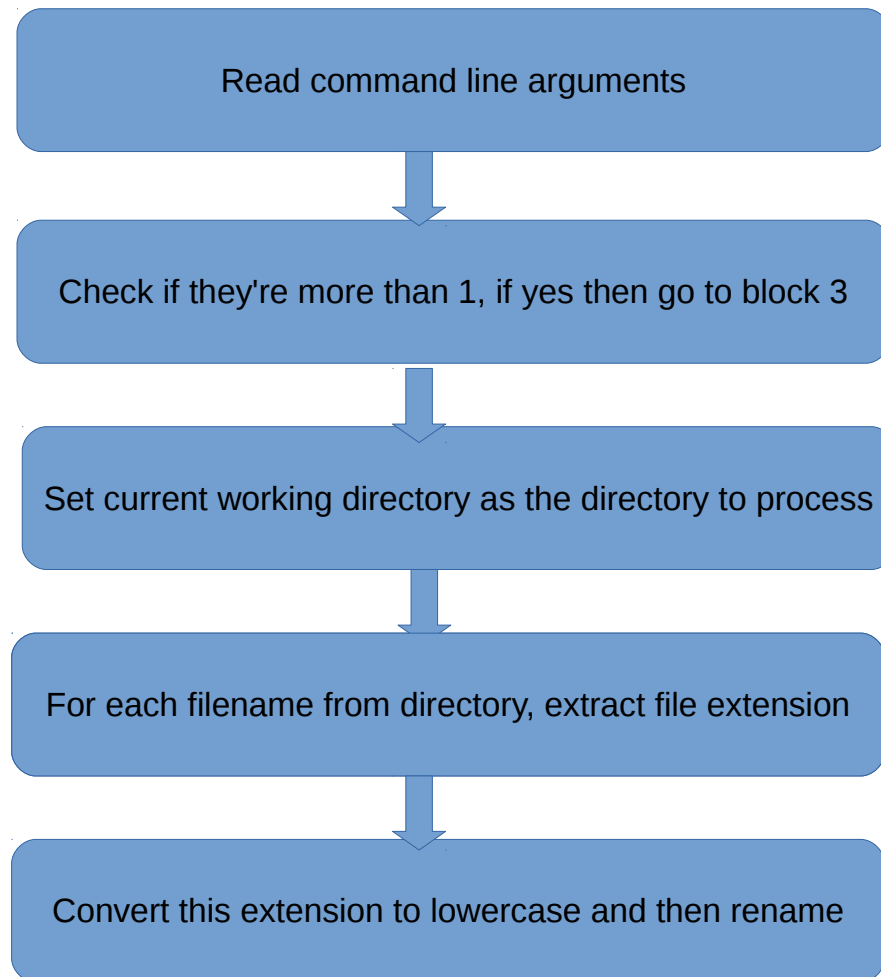 Read command line arguments
Check if they're more than 1, if yes then go to block 3
Set current working directory as the directory to process
For each filename from directory, extract file extension
Convert this extension to lowercase and then rename